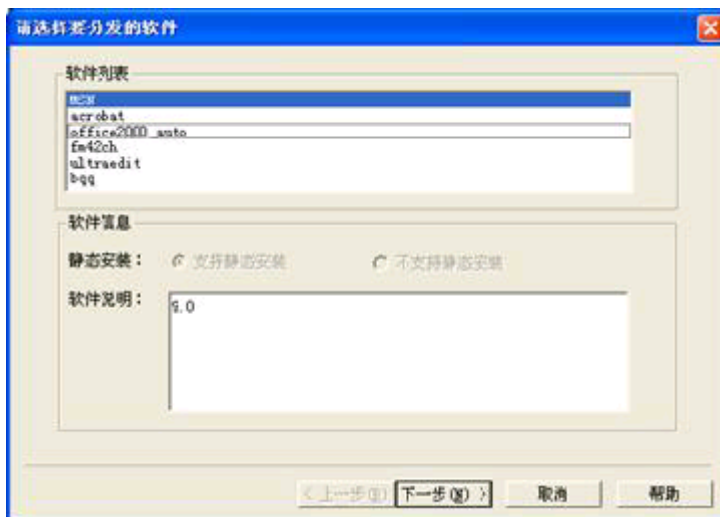 请选择要分发的软件
软件列表
msn
acrobat
office2000_auto
fm42ch
ultraedit
bqq
软件信息
静态安装： 支持静态安装 不支持静态安装
软件说明：
9.0
< 上一步(B) 下一步(N) > 取消 帮助